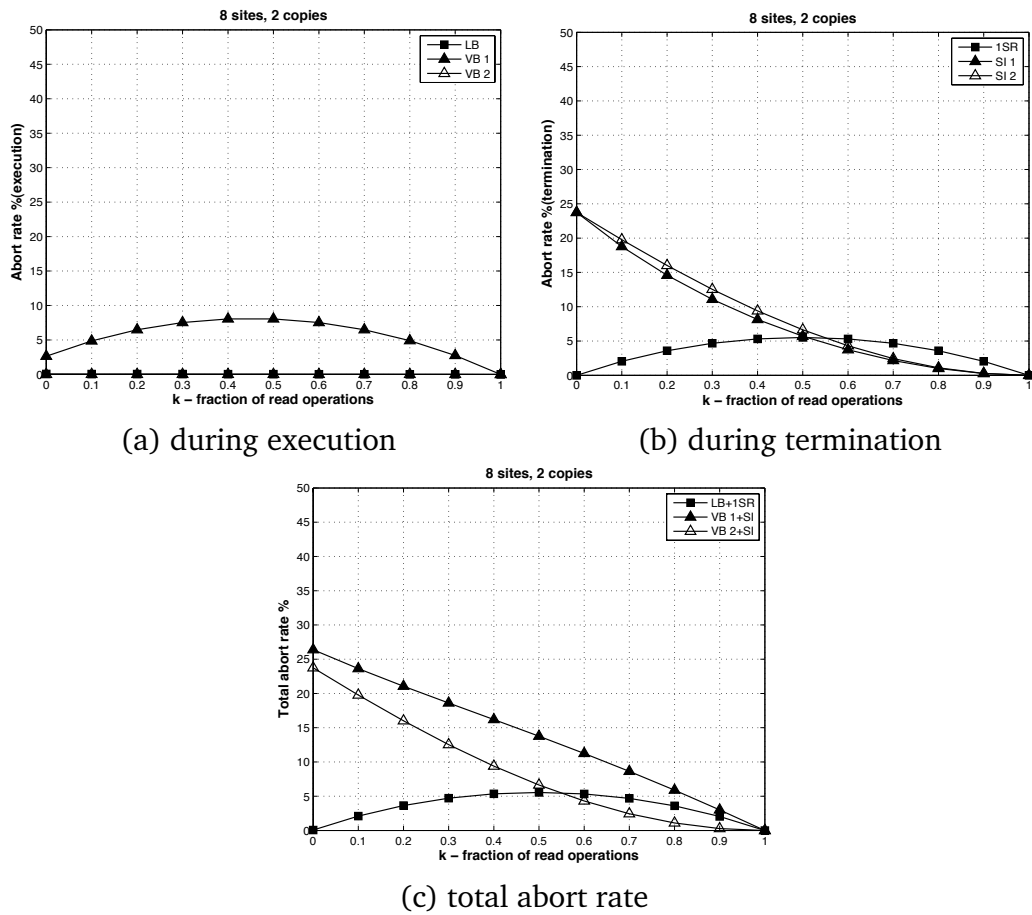 8 sites, 2 copies
50
45
40
35
30
25
20
15
10
5
0
Abort rate %(execution)
LB
VB 1
VB 2
0 0.1 0.2 0.3 0.4 0.5 0.6 0.7 0.8 0.9 1
k – fraction of read operations
(a) during execution
8 sites, 2 copies
50
45
40
35
30
25
20
15
10
5
0
Abort rate %(termination)
1SR
SI 1
SI 2
0 0.1 0.2 0.3 0.4 0.5 0.6 0.7 0.8 0.9 1
k – fraction of read operations
(b) during termination
8 sites, 2 copies
50
45
40
35
30
25
20
15
10
5
0
Total abort rate %
LB+1SR
VB 1+SI
VB 2+SI
0 0.1 0.2 0.3 0.4 0.5 0.6 0.7 0.8 0.9 1
k – fraction of read operations
(c) total abort rate